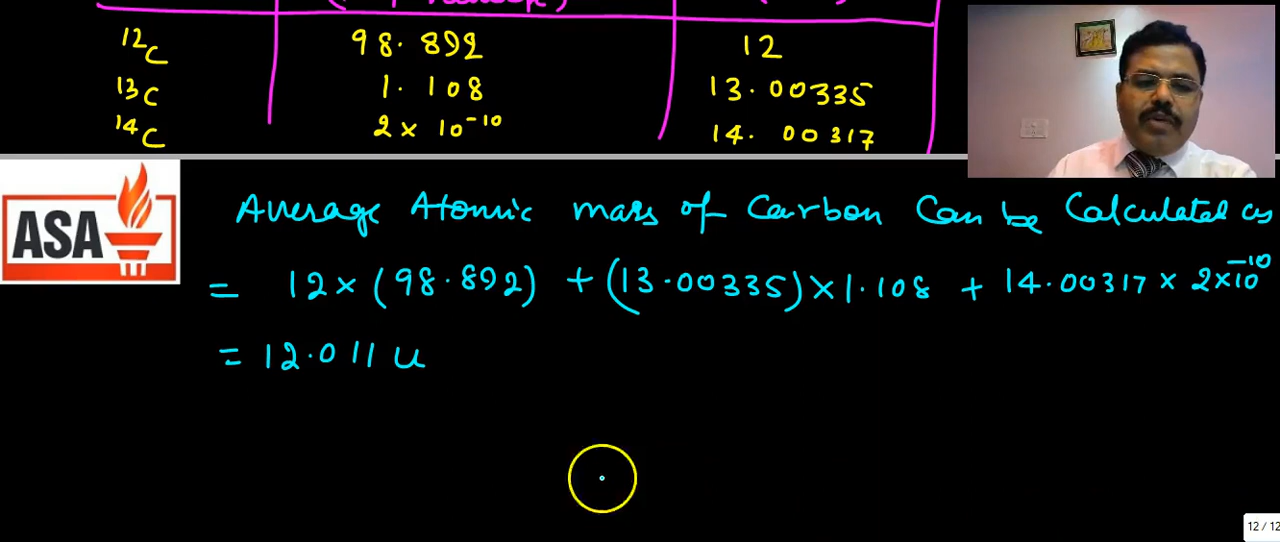 ¹²C 98.892 12
¹³C 1.108 13.00335
¹⁴C 2 × 10⁻¹⁰ 14.00317
ASA
Average Atomic mass of Carbon Can be Calculated as
= 12 × (98.892) + (13.00335) × 1.108 + 14.00317 × 2×10⁻¹⁰
= 12.011 u
12 / 12